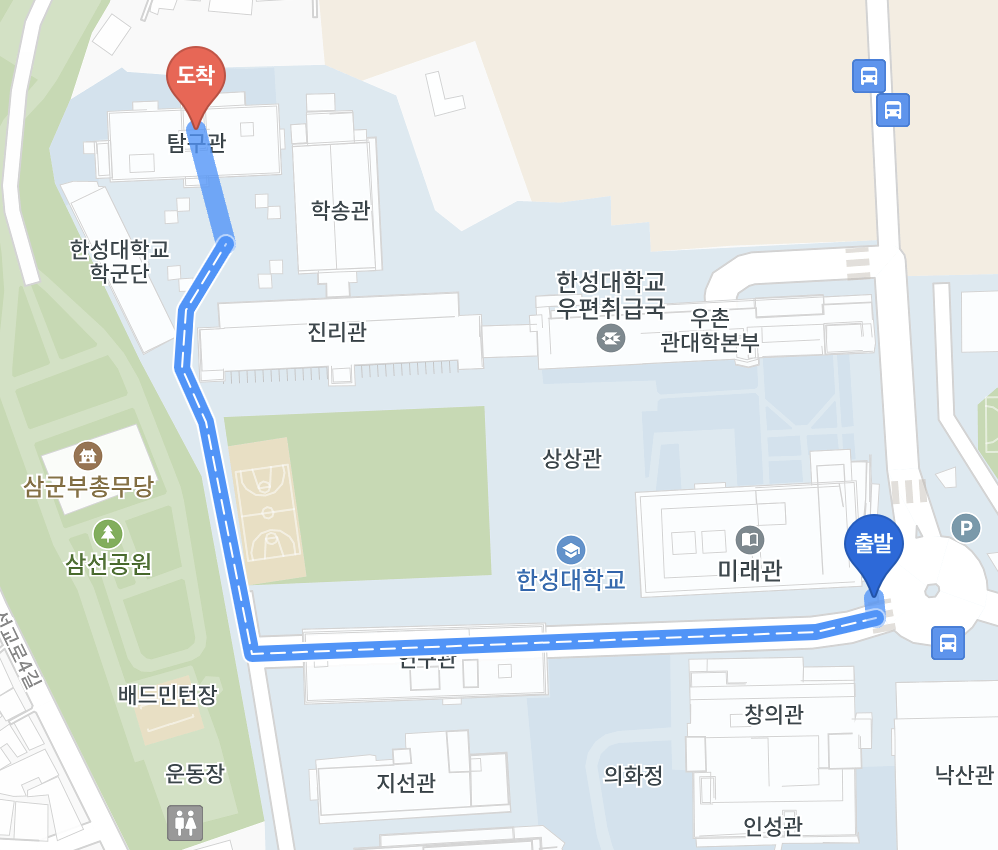 도착
탐구관
학송관
한성대학교
학군단
한성대학교
우편취급국
우촌
관대학본부
진리관
상상관
삼군부총무당
출발
P
삼선공원
한성대학교
미래관
연구관
배드민턴장
창의관
운동장
지선관
의화정
낙산관
인성관